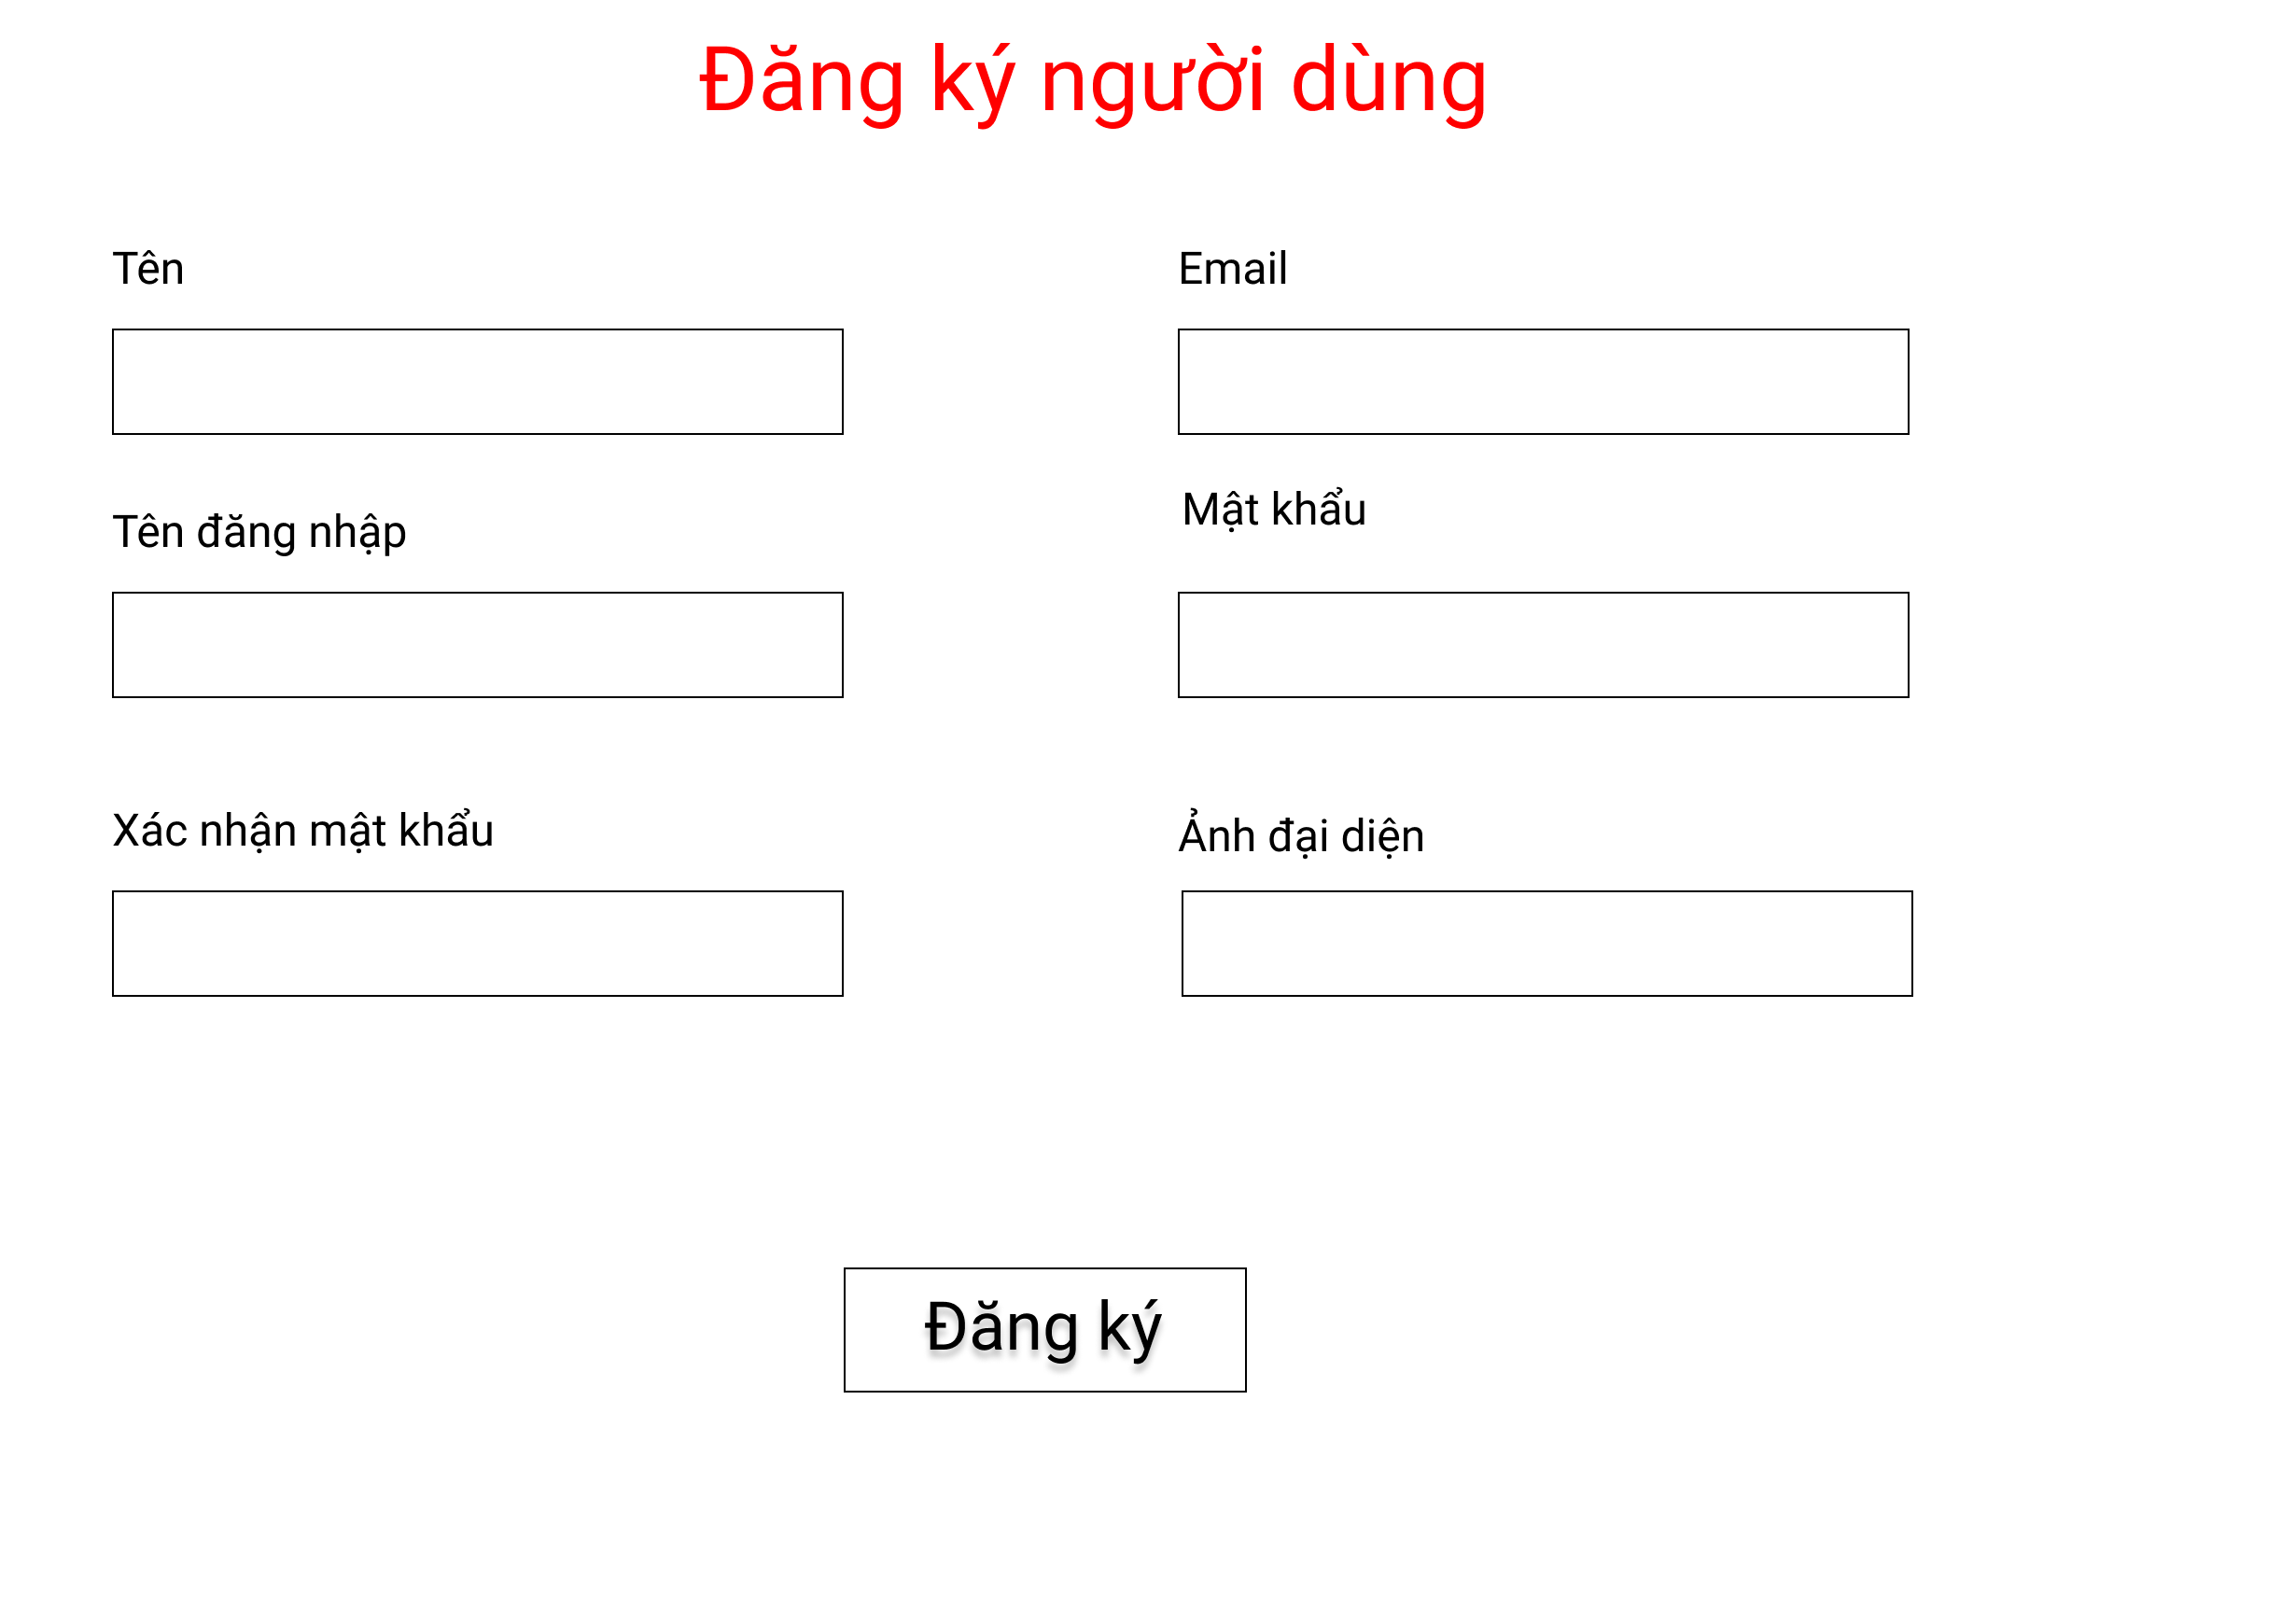 Đăng ký người dùng
Tên
Email
Tên đăng nhập
Mật khẩu
Xác nhận mật khẩu
Ảnh đại diện
Đăng ký